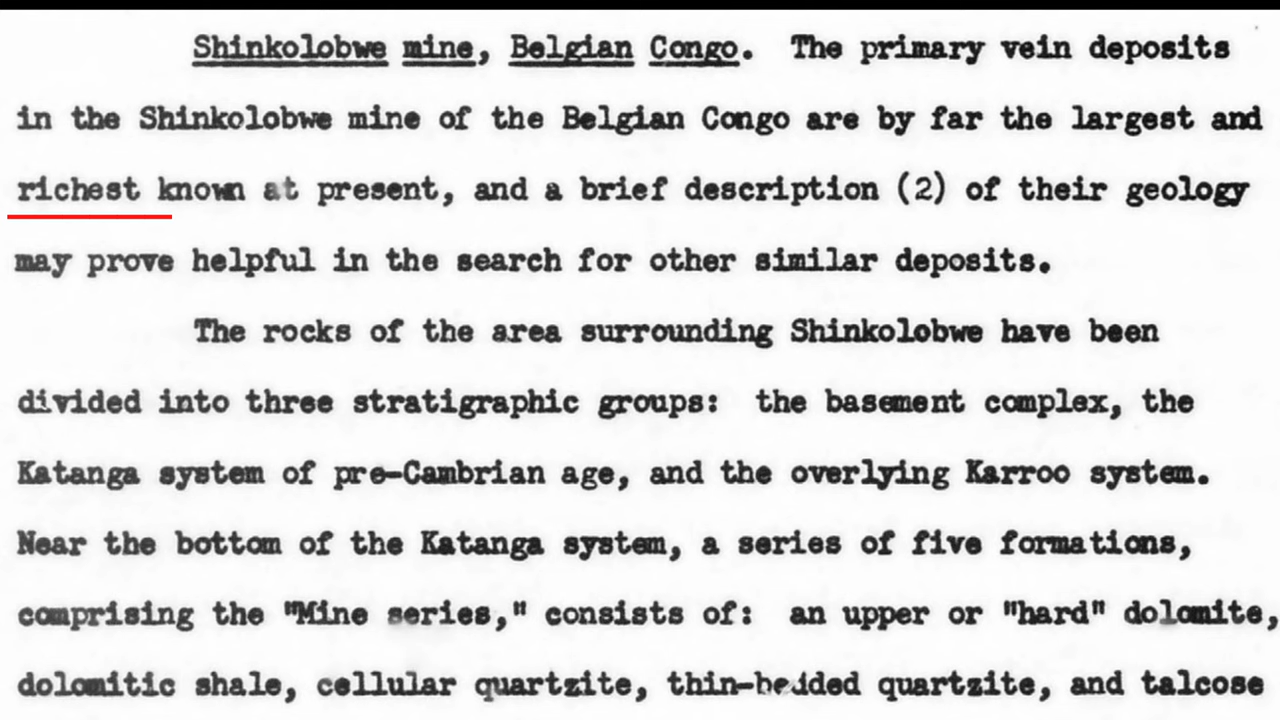 Shinkolobwe mine, Belgian Congo. The primary vein deposits
in the Shinkolobwe mine of the Belgian Congo are by far the largest and
richest known at present, and a brief description (2) of their geology
may prove helpful in the search for other similar deposits.
The rocks of the area surrounding Shinkolobwe have been
divided into three stratigraphic groups: the basement complex, the
Katanga system of pre-Cambrian age, and the overlying Karroo system.
Near the bottom of the Katanga system, a series of five formations,
comprising the "Mine series," consists of: an upper or "hard" dolomite,
dolomitic shale, cellular quartzite, thin-bedded quartzite, and talcose